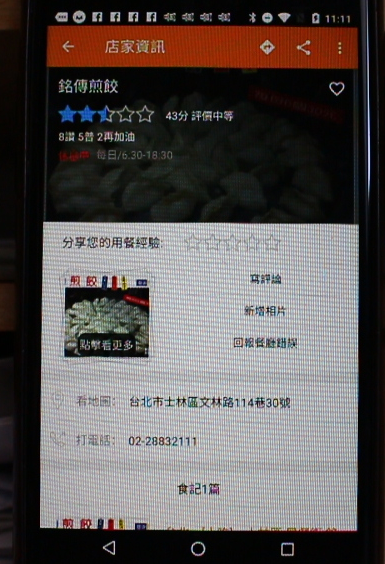 11:11
店家資訊
銘傳煎餃
43分 評價中等
8讚 5普 2再加油
每日/6.30-18:30
分享您的用餐經驗:
煎餃
寫評論
點擊看更多
新增相片
回報餐廳錯誤
看地圖: 台北市士林區文林路114巷30號
打電話: 02-28832111
食記1篇
煎餃